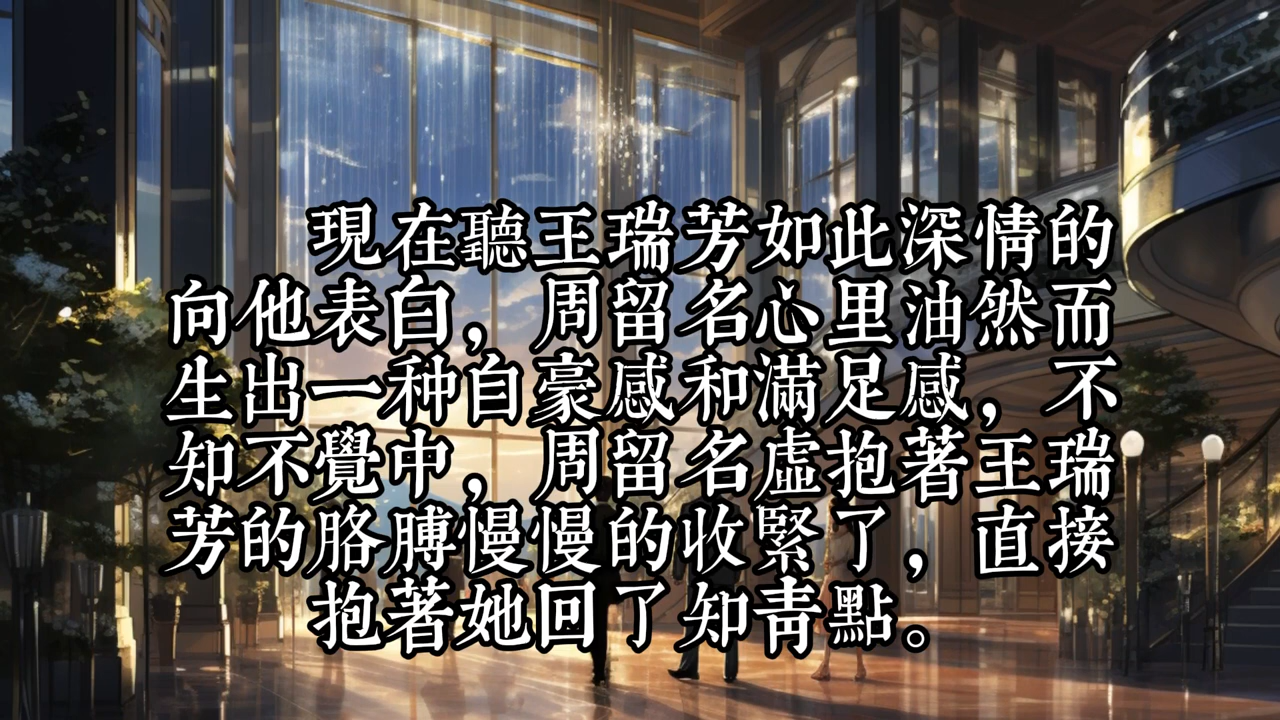 現在聽王瑞芳如此深情的
向他表白，周留名心里油然而
生出一种自豪感和滿足感，不
知不覺中，周留名虛抱著王瑞
芳的胳膊慢慢的收緊了，直接
抱著她回了知青點。